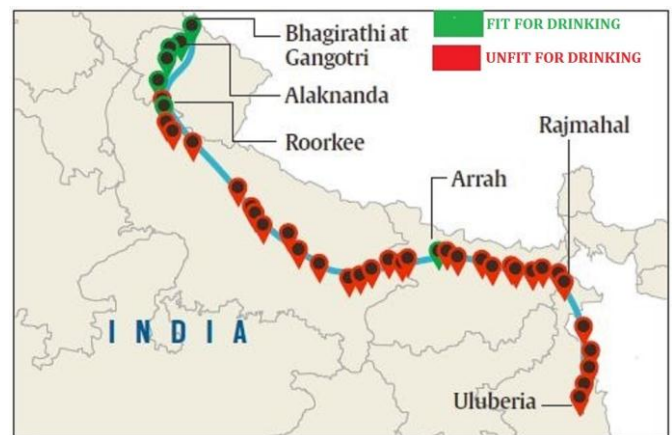 FIT FOR DRINKING
UNFIT FOR DRINKING
Bhagirathi at
Gangotri
Alaknanda
Roorkee
Rajmahal
Arrah
INDIA
Uluberia